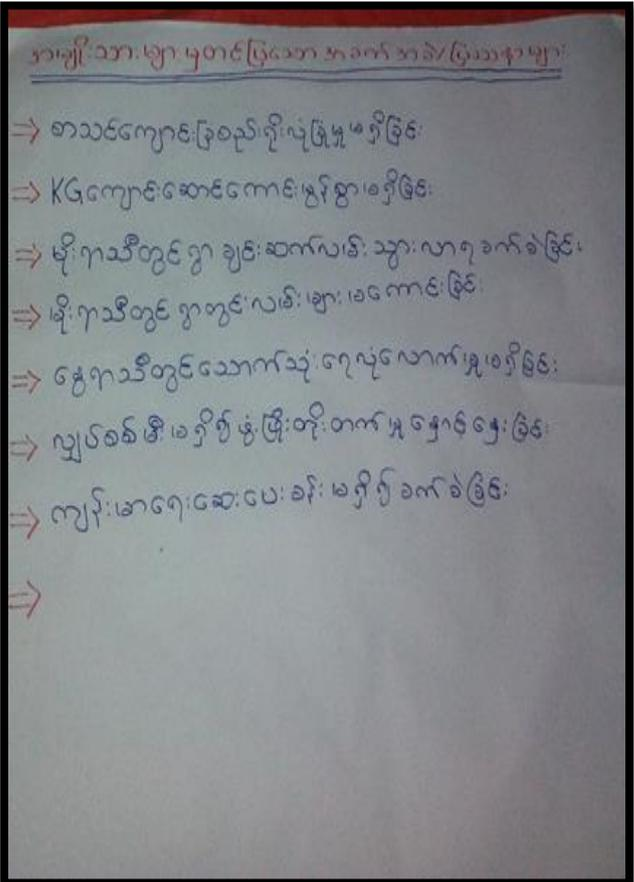 အမျိုးသားများမှတင်ပြသောအခက်အခဲ/ပြဿနာများ
⇒ စာသင်ကျောင်းခြံစည်းရိုးလုံခြုံမှုမရှိခြင်း
⇒ KGကျောင်းဆောင်ကောင်းမွန်စွာမရှိခြင်း
⇒ မိုးရာသီတွင်ရွာချင်းဆက်လမ်းသွားလာရခက်ခဲခြင်း
⇒ မိုးရာသီတွင်ရွာတွင်းလမ်းများမကောင်းခြင်း
⇒ နွေရာသီတွင်သောက်သုံးရေလုံလောက်မှုမရှိခြင်း
⇒ လျှပ်စစ်မီးမရှိ၍ဖွံ့ဖြိုးတိုးတက်မှုနှောင့်နှေးခြင်း
⇒ ကျန်းမာရေးဆေးပေးခန်းမရှိ၍ခက်ခဲခြင်း
⇒